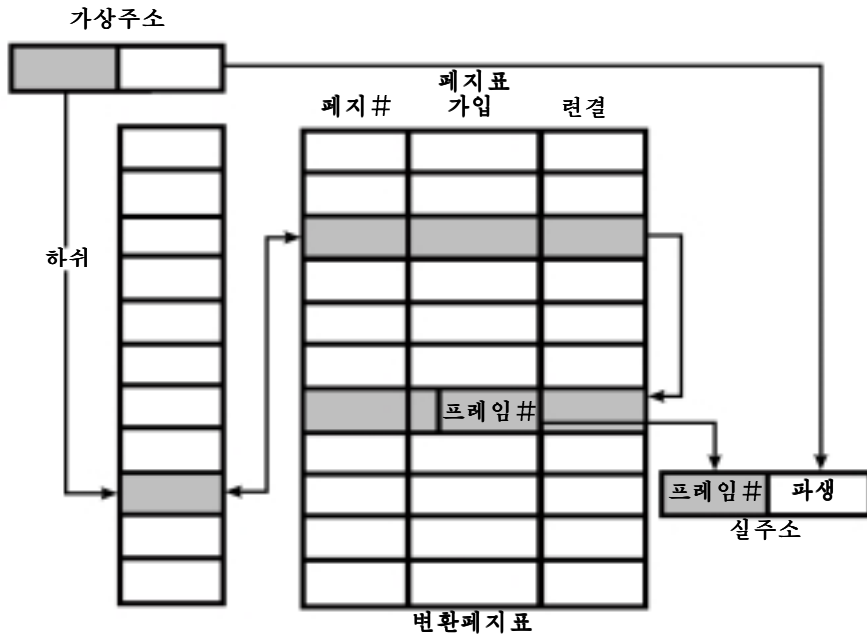 가상주소
페지표
페지# 가입 련결
하쉬
프레임#
프레임# 파생
실주소
변환페지표